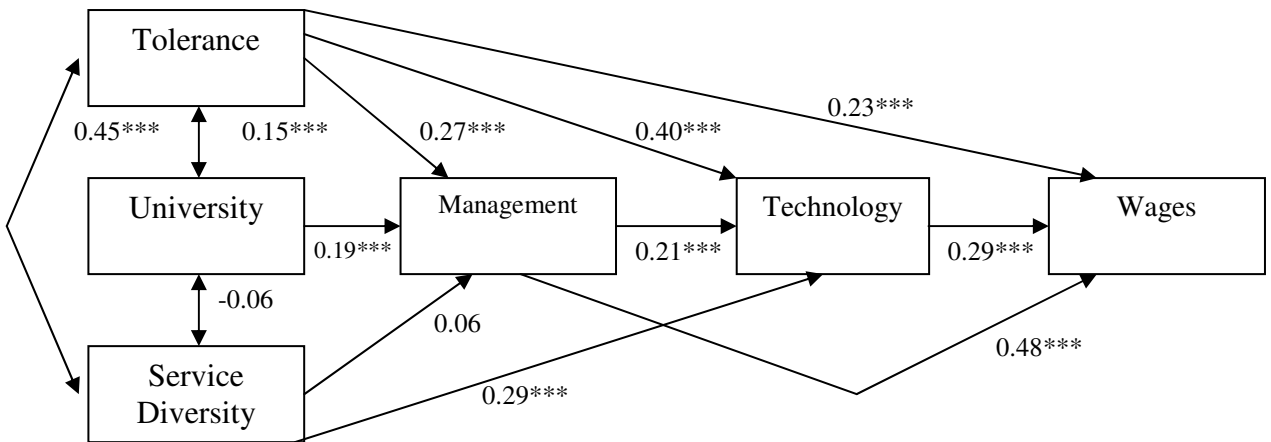 Tolerance
0.45***
0.15***
0.27***
0.40***
0.23***
University
Management
Technology
Wages
0.19***
0.21***
0.29***
-0.06
0.06
0.48***
Service
Diversity
0.29***